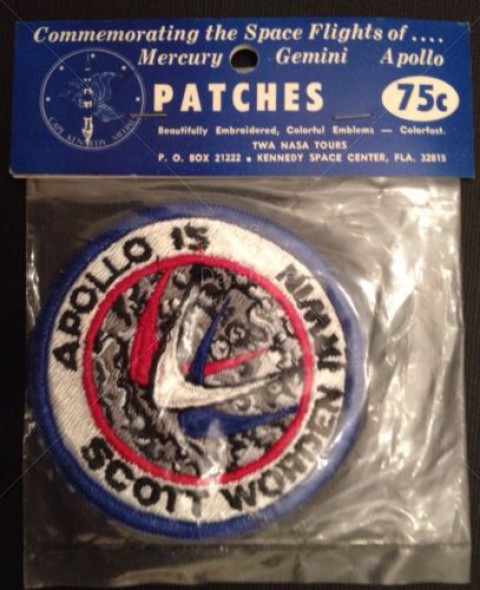 Commemorating the Space Flights of ....
Mercury Gemini Apollo
PATCHES
75c
Beautifully Embroidered, Colorful Emblems — Colorfast.
TWA NASA TOURS
P. O. BOX 21222 • KENNEDY SPACE CENTER, FLA. 32815
APOLLO 15
SCOTT WORDEN IRWIN